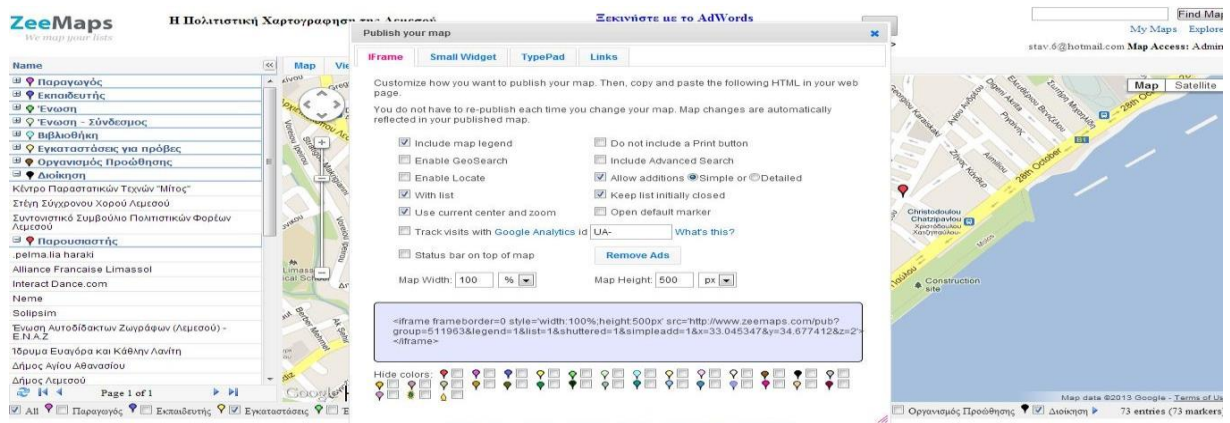 ZeeMaps
We map your lists
Η Πολιτιστική Χαρτογραφηση της Λεμεσού
Ξεκινήστε με το AdWords
Find Map
My Maps Explore
stav.6@hotmail.com Map Access: Admin
Name
Παραγωγός
Εκπαιδευτής
Ένωση
Ένωση - Σύνδεσμος
Βιβλιοθήκη
Εγκαταστάσεις για πρόβες
Οργανισμός Προώθησης
Διοίκηση
Κέντρο Παραστατικών Τεχνών "Μίτος"
Στέγη Σύγχρονου Χορού Λεμεσού
Συντονιστικό Συμβούλιο Πολιτιστικών Φορέων
Λεμεσού
Παρουσιαστής
.pelma.lia haraki
Alliance Francaise Limassol
Interact Dance.com
Neme
Solipsim
Ένωση Αυτοδίδακτων Ζωγράφων (Λεμεσού) -
Ε.ΝΑ.Ζ
Ίδρυμα Ευαγόρα και Κάθλην Λανίτη
Δήμος Αγίου Αθανασίου
Δήμος Λεμεσού
Page 1 of 1
Map
Publish your map
IFrame Small Widget TypePad Links
Customize how you want to publish your map. Then, copy and paste the following HTML in your web
page.
You do not have to re-publish each time you change your map. Map changes are automatically
reflected in your published map.
Include map legend Do not include a Print button
Enable GeoSearch Include Advanced Search
Enable Locate Allow additions Simple or Detailed
With list Keep list initially closed
Use current center and zoom Open default marker
Track visits with Google Analytics id UA- What's this?
Status bar on top of map Remove Ads
Map Width: 100 % Map Height: 500 px
<iframe frameborder=0 style='width:100%;height:500px' src='http://www.zeemaps.com/pub?
group=511963&legend=1&list=1&shuttered=1&simpleadd=1&x=33.045347&y=34.677412&z=2'>
</iframe>
Hide colors:
Map Satellite
28th October
B1
28th October
Christodoulou
Chatzipavlou
Χριστόδουλου
Χατζηπαύλου
Μόλος
Construction
site
Google
Map data ©2013 Google - Terms of Us
All Παραγωγός Εκπαιδευτής Εγκαταστάσεις
Οργανισμός Προώθησης Διοίκηση 73 entries (73 markers)